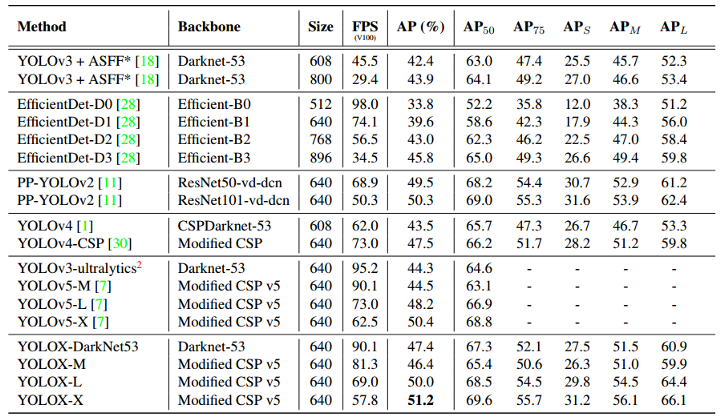 Method Backbone Size FPS (V100) AP (%) AP50 AP75 APS APM APL
YOLOv3 + ASFF* [18] Darknet-53 608 45.5 42.4 63.0 47.4 25.5 45.7 52.3
YOLOv3 + ASFF* [18] Darknet-53 800 29.4 43.9 64.1 49.2 27.0 46.6 53.4
EfficientDet-D0 [28] Efficient-B0 512 98.0 33.8 52.2 35.8 12.0 38.3 51.2
EfficientDet-D1 [28] Efficient-B1 640 74.1 39.6 58.6 42.3 17.9 44.3 56.0
EfficientDet-D2 [28] Efficient-B2 768 56.5 43.0 62.3 46.2 22.5 47.0 58.4
EfficientDet-D3 [28] Efficient-B3 896 34.5 45.8 65.0 49.3 26.6 49.4 59.8
PP-YOLOv2 [11] ResNet50-vd-dcn 640 68.9 49.5 68.2 54.4 30.7 52.9 61.2
PP-YOLOv2 [11] ResNet101-vd-dcn 640 50.3 50.3 69.0 55.3 31.6 53.9 62.4
YOLOv4 [1] CSPDarknet-53 608 62.0 43.5 65.7 47.3 26.7 46.7 53.3
YOLOv4-CSP [30] Modified CSP 640 73.0 47.5 66.2 51.7 28.2 51.2 59.8
YOLOv3-ultralytics2 Darknet-53 640 95.2 44.3 64.6 - - - -
YOLOv5-M [7] Modified CSP v5 640 90.1 44.5 63.1 - - - -
YOLOv5-L [7] Modified CSP v5 640 73.0 48.2 66.9 - - - -
YOLOv5-X [7] Modified CSP v5 640 62.5 50.4 68.8 - - - -
YOLOX-DarkNet53 Darknet-53 640 90.1 47.4 67.3 52.1 27.5 51.5 60.9
YOLOX-M Modified CSP v5 640 81.3 46.4 65.4 50.6 26.3 51.0 59.9
YOLOX-L Modified CSP v5 640 69.0 50.0 68.5 54.5 29.8 54.5 64.4
YOLOX-X Modified CSP v5 640 57.8 51.2 69.6 55.7 31.2 56.1 66.1